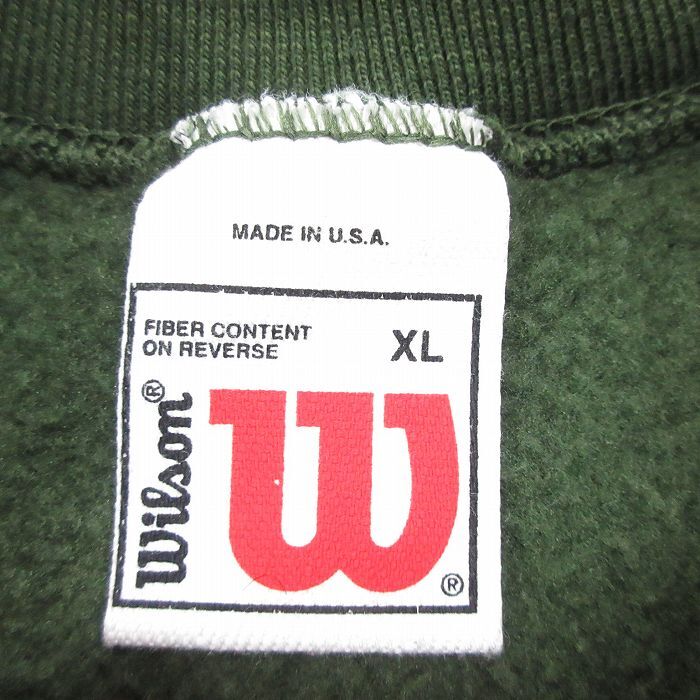 MADE IN U.S.A.
FIBER CONTENT
ON REVERSE
XL
Wilson®
W®